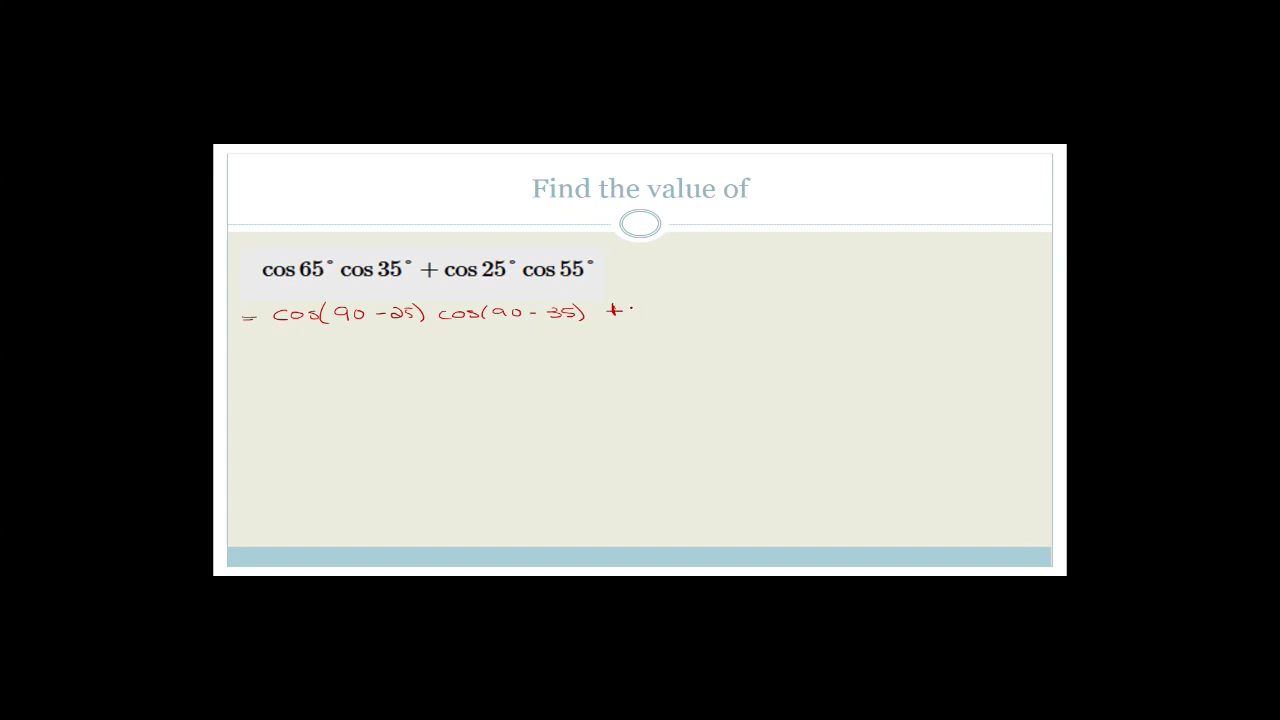 Find the value of
cos 65° cos 35° + cos 25° cos 55°
= cos(90 - 25) cos(90 - 35) +